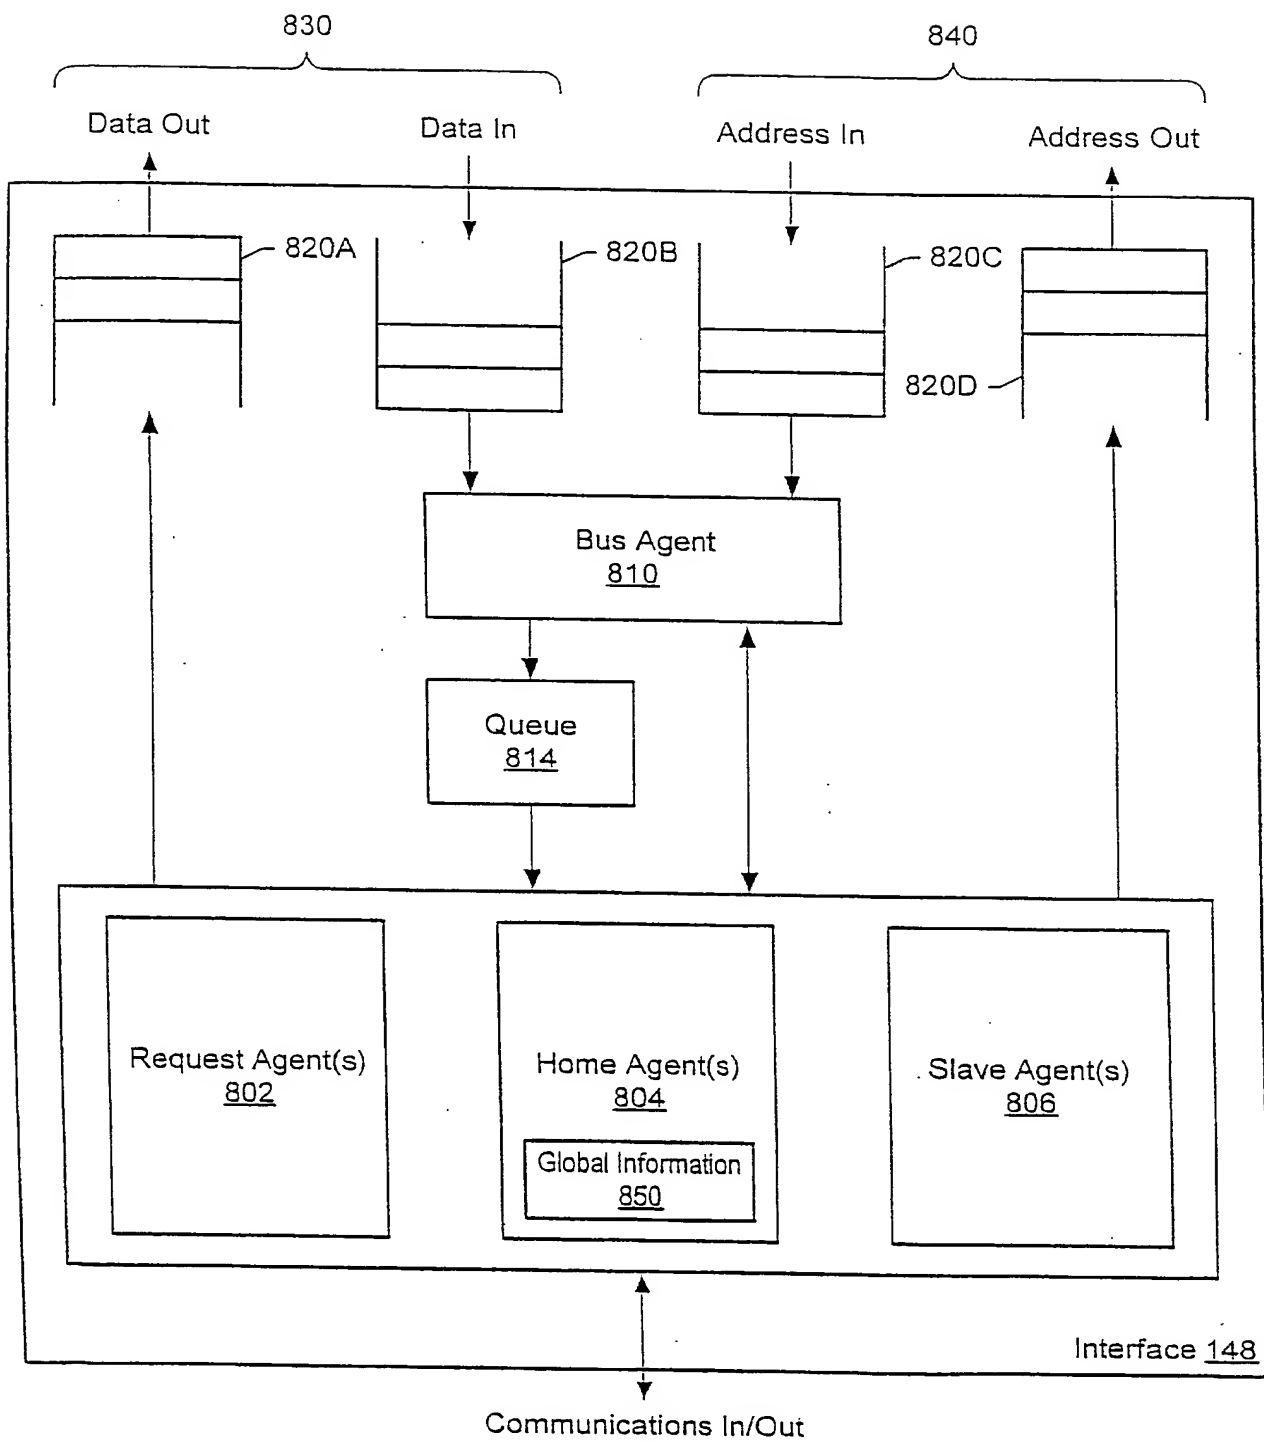 830
840
Data Out
Data In
Address In
Address Out
820A
820B
820C
820D
Bus Agent
810
Queue
814
Request Agent(s)
802
Home Agent(s)
804
Slave Agent(s)
806
Global Information
850
Interface 148
Communications In/Out